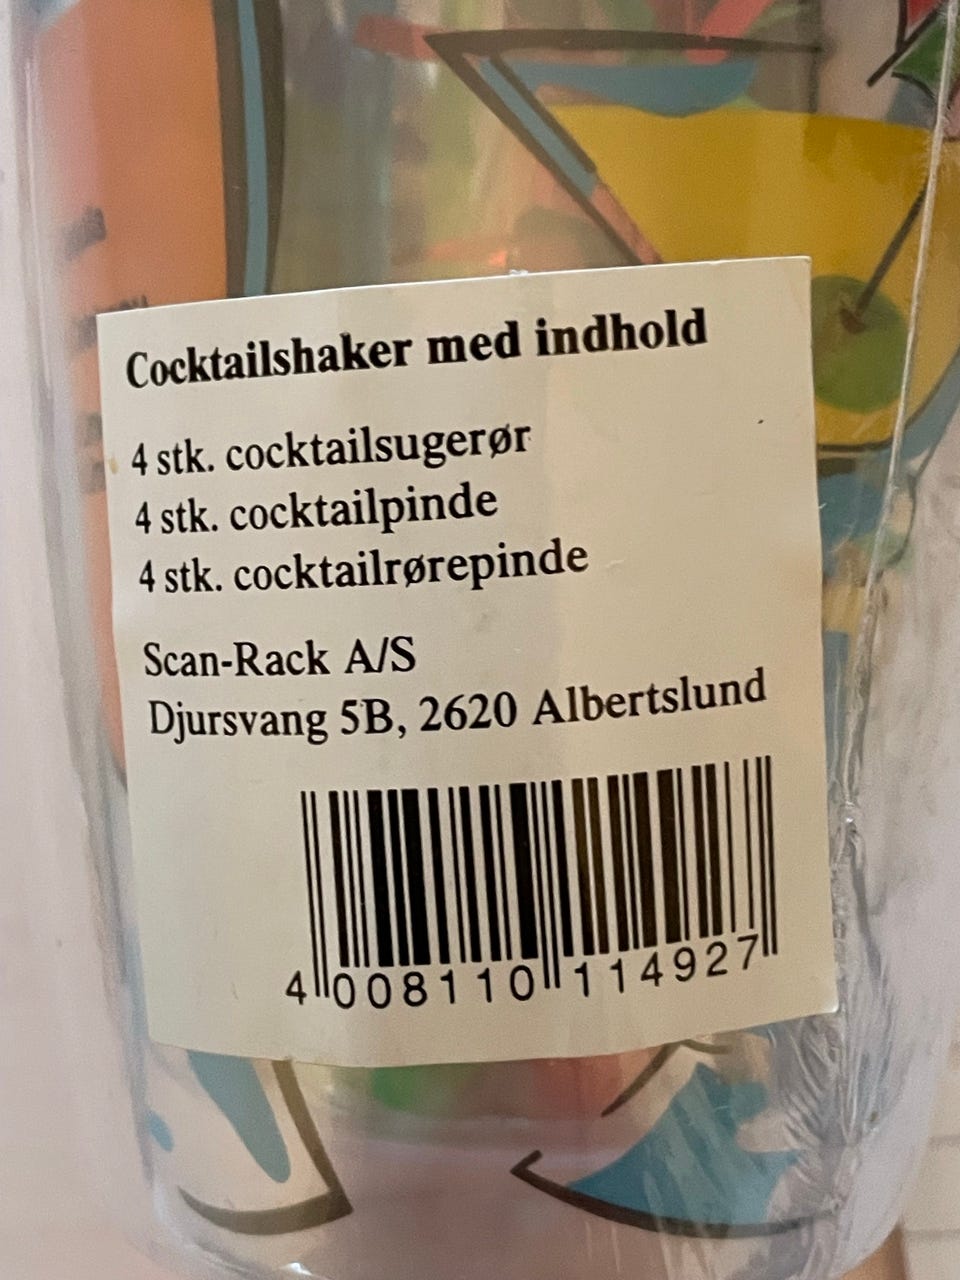 Cocktailshaker med indhold
4 stk. cocktailsugerør
4 stk. cocktailpinde
4 stk. cocktailrørepinde
Scan-Rack A/S
Djursvang 5B, 2620 Albertslund
4 008110 114927